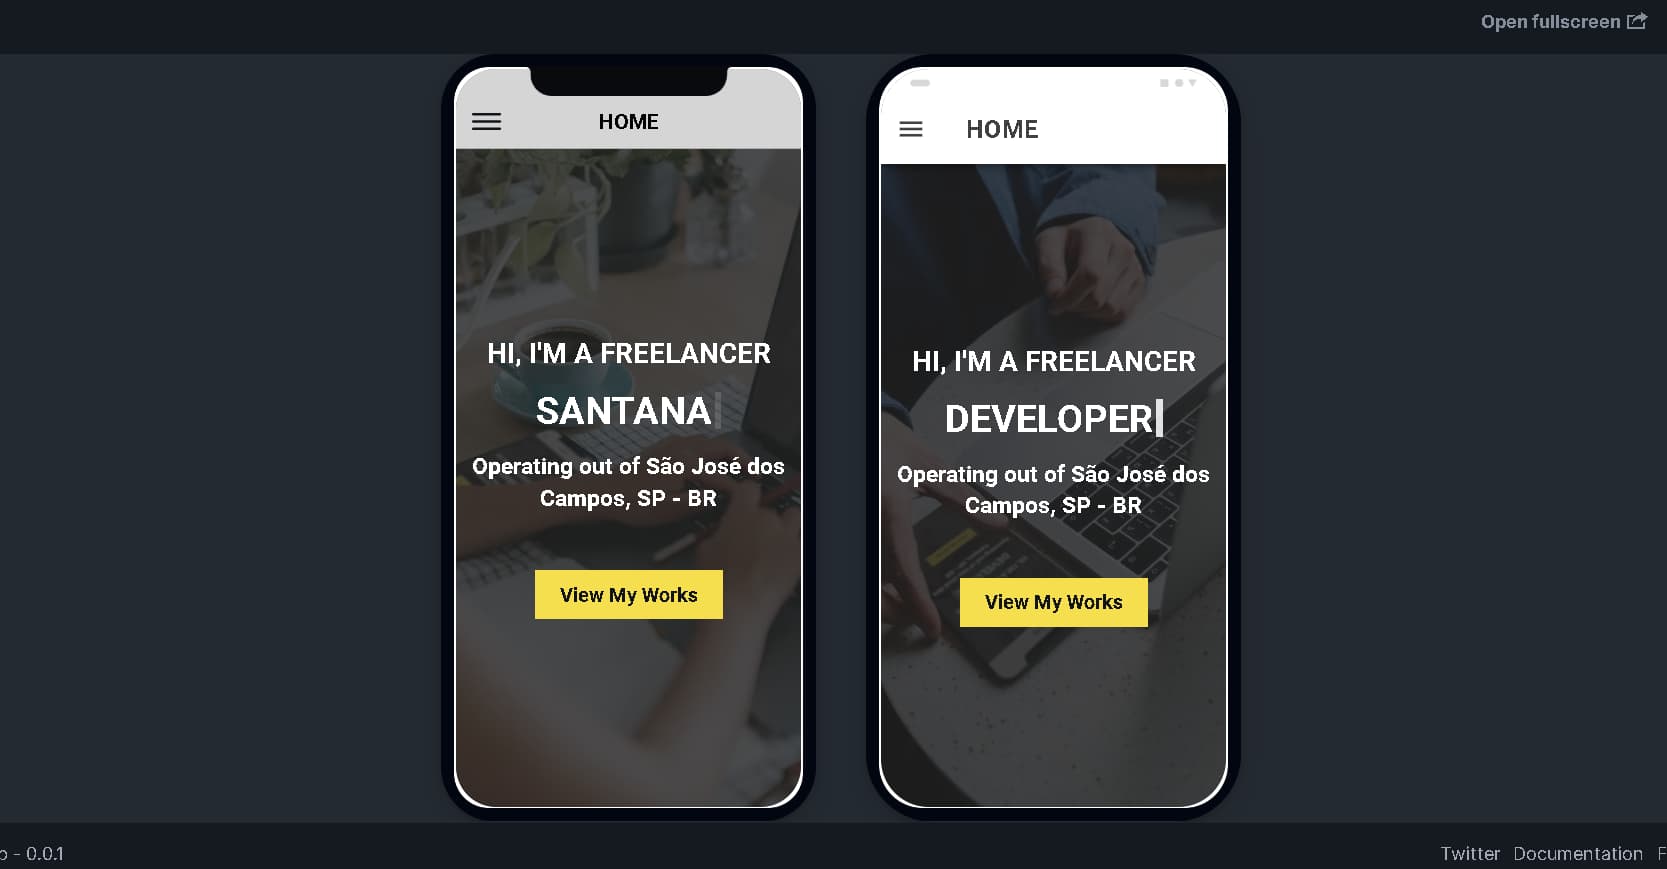 Open fullscreen
HOME
HI, I'M A FREELANCER
SANTANA
Operating out of São José dos
Campos, SP - BR
View My Works
HOME
HI, I'M A FREELANCER
DEVELOPER
Operating out of São José dos
Campos, SP - BR
View My Works
- 0.0.1
Twitter Documentation